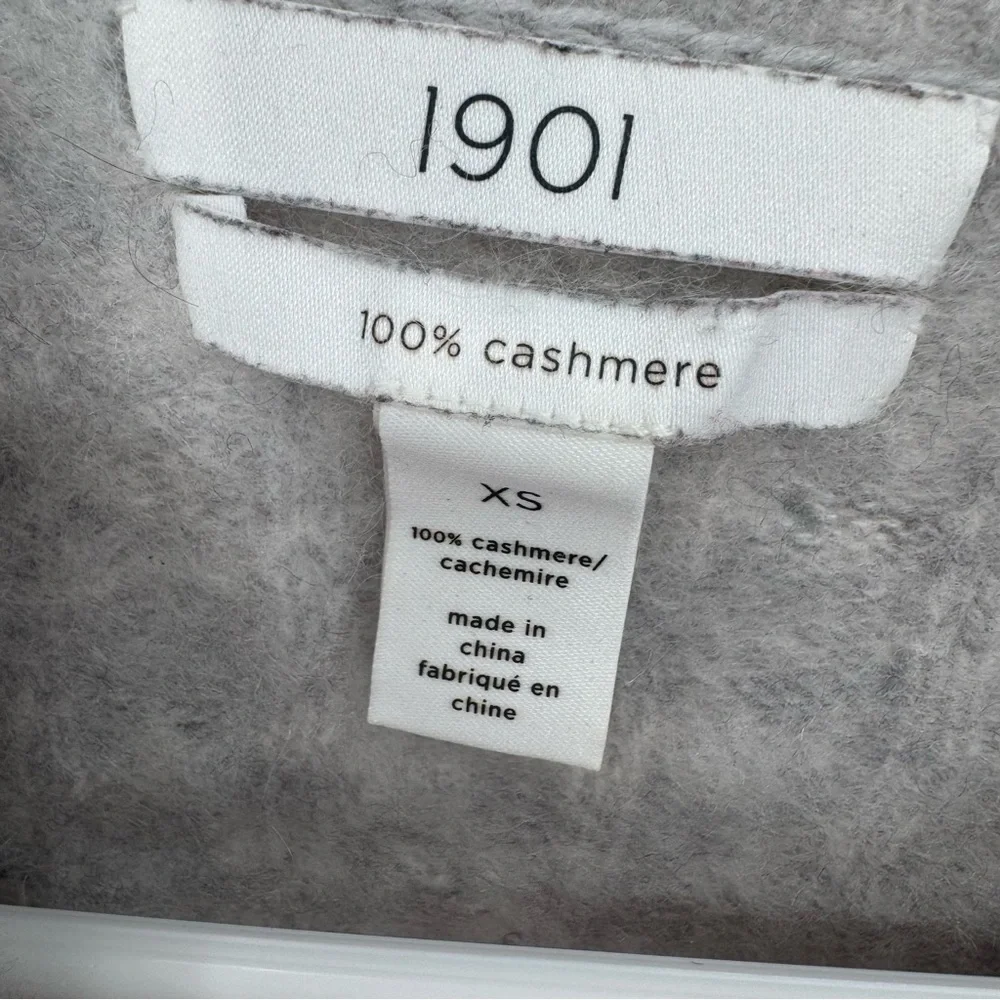 1901
100% cashmere
XS
100% cashmere/
cachemire
made in
china
fabriqué en
chine